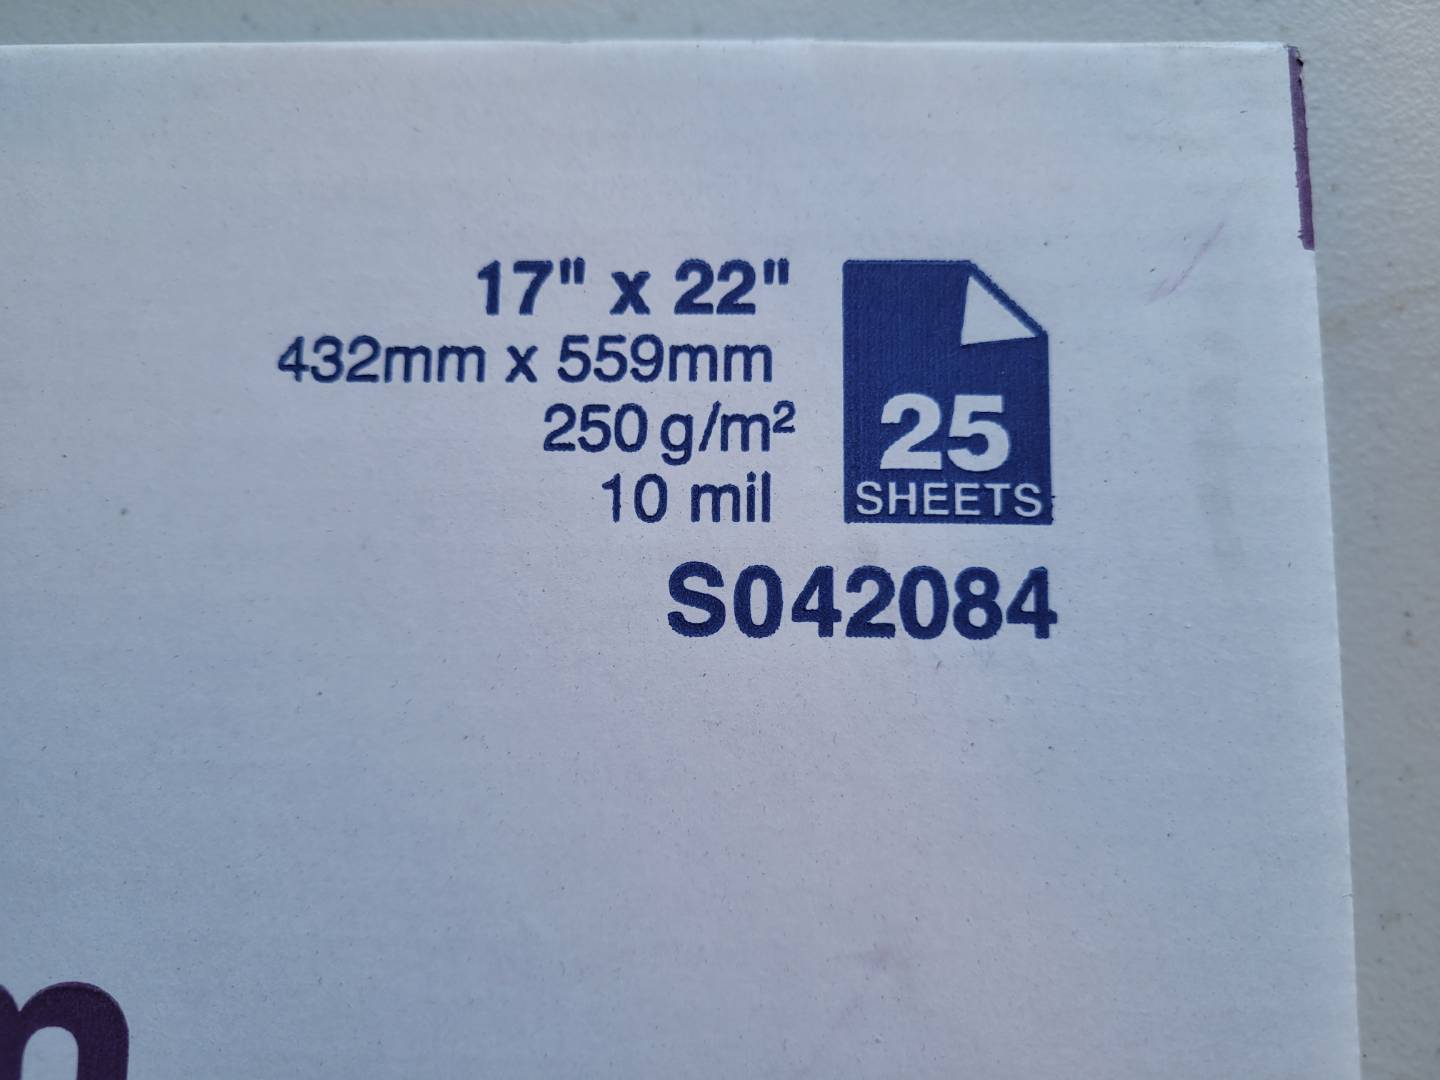 17" x 22"
432mm x 559mm
250 g/m²
10 mil
25
SHEETS
S042084